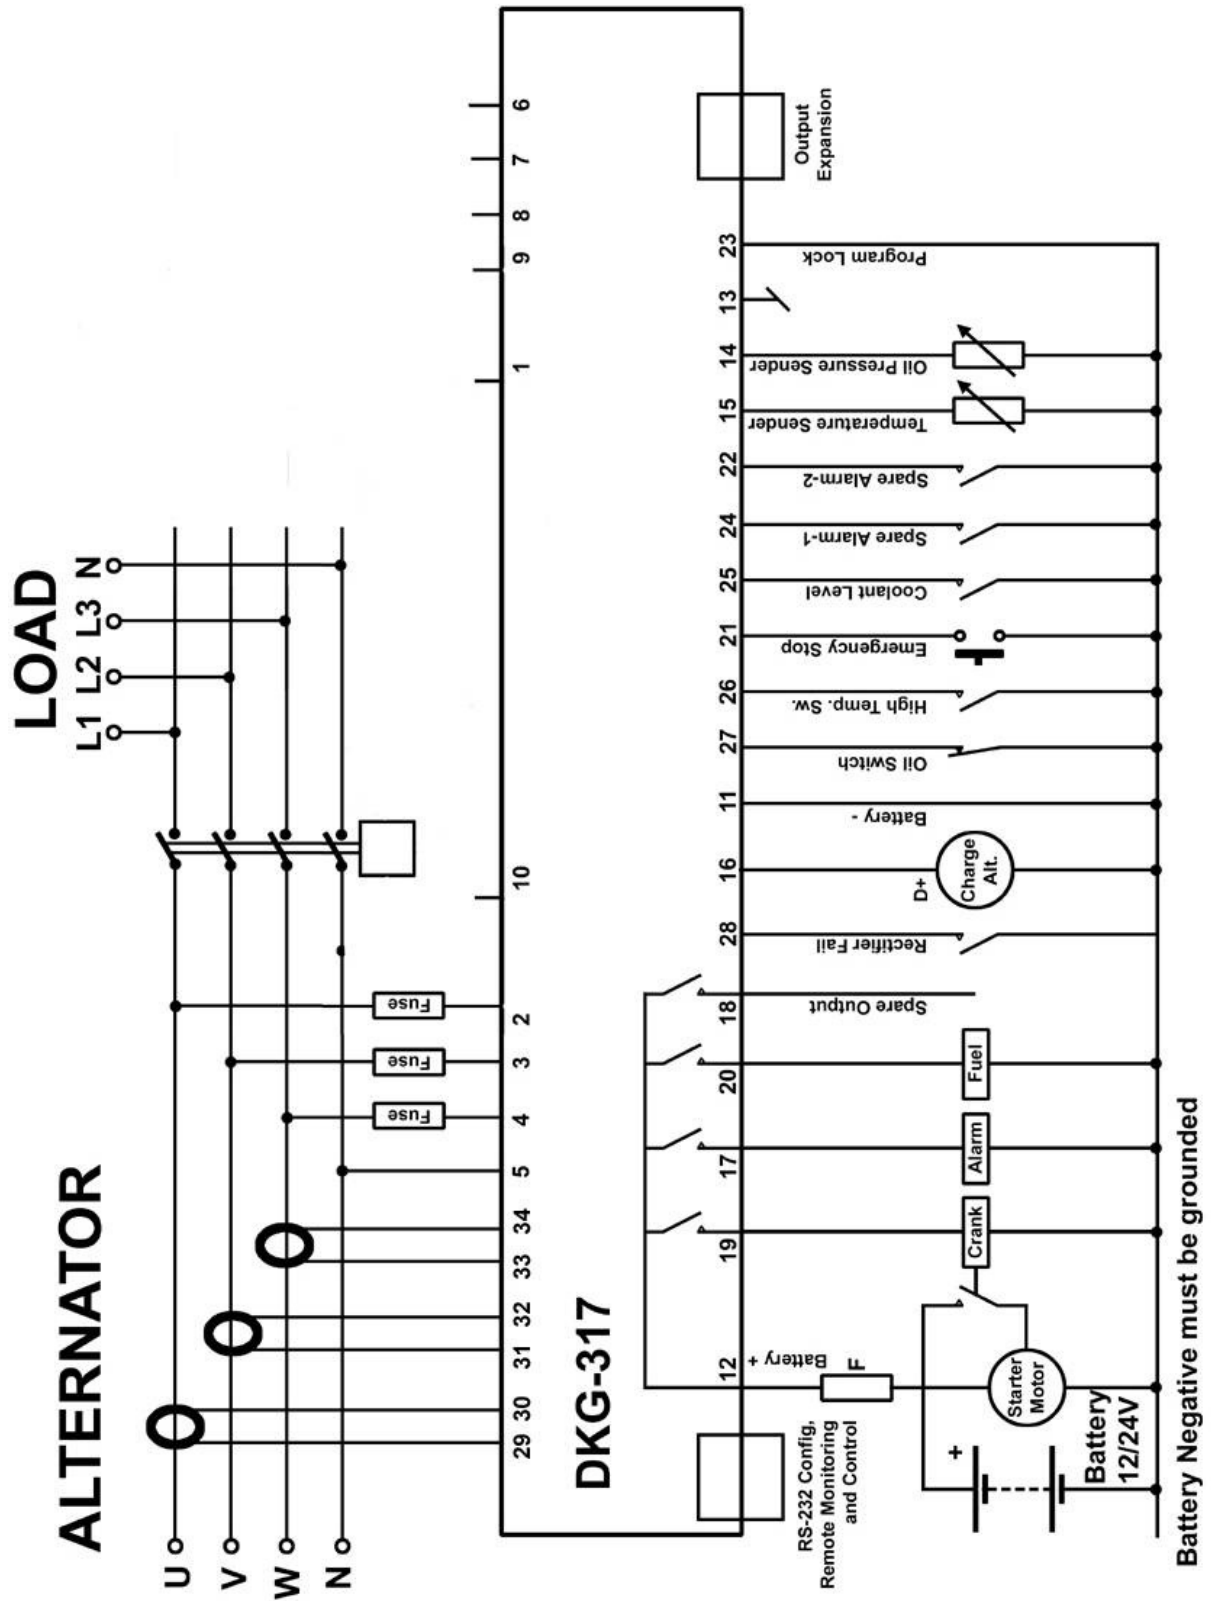 ALTERNATOR
LOAD
L1
L2
L3
N
U
V
W
N
Fuse
Fuse
Fuse
29
30
31
32
33
34
5
4
3
2
10
1
9
8
7
6
DKG-317
12
19
17
20
18
28
16
11
27
26
21
25
24
22
15
14
13
23
RS-232 Config,
Remote Monitoring
and Control
Output
Expansion
Battery +
F
Spare Output
Rectifier Fail
D+
Battery -
Oil Switch
High Temp. Sw.
Emergency Stop
Coolant Level
Spare Alarm-1
Spare Alarm-2
Temperature Sender
Oil Pressure Sender
Program Lock
Crank
Alarm
Fuel
Charge
Alt.
Starter
Motor
+
Battery
12/24V
Battery Negative must be grounded